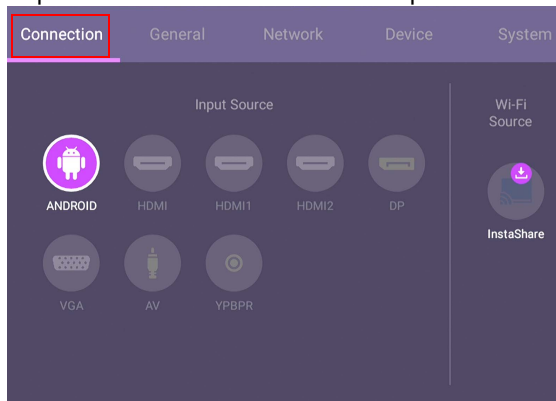 Connection General Network Device System
Input Source
Wi-Fi
Source
ANDROID HDMI HDMI1 HDMI2 DP
InstaShare
VGA AV YPBPR